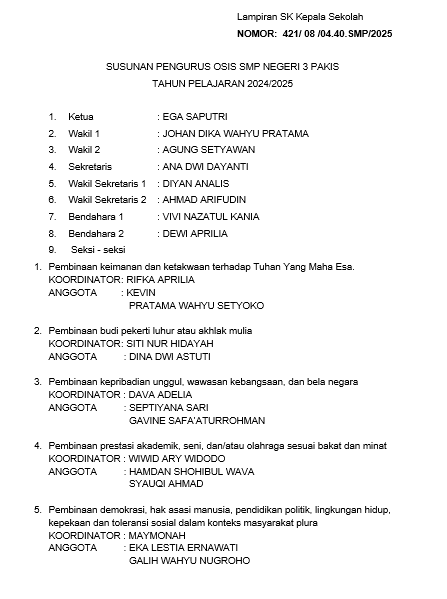 Lampiran SK Kepala Sekolah
NOMOR: 421/ 08 /04.40.SMP/2025
SUSUNAN PENGURUS OSIS SMP NEGERI 3 PAKIS
TAHUN PELAJARAN 2024/2025
1. Ketua : EGA SAPUTRI
2. Wakil 1 : JOHAN DIKA WAHYU PRATAMA
3. Wakil 2 : AGUNG SETYAWAN
4. Sekretaris : ANA DWI DAYANTI
5. Wakil Sekretaris 1 : DIYAN ANALIS
6. Wakil Sekretaris 2 : AHMAD ARIFUDIN
7. Bendahara 1 : VIVI NAZATUL KANIA
8. Bendahara 2 : DEWI APRILIA
9. Seksi - seksi
1. Pembinaan keimanan dan ketakwaan terhadap Tuhan Yang Maha Esa.
KOORDINATOR: RIFKA APRILIA
ANGGOTA : KEVIN
PRATAMA WAHYU SETYOKO
2. Pembinaan budi pekerti luhur atau akhlak mulia
KOORDINATOR: SITI NUR HIDAYAH
ANGGOTA : DINA DWI ASTUTI
3. Pembinaan kepribadian unggul, wawasan kebangsaan, dan bela negara
KOORDINATOR : DAVA ADELIA
ANGGOTA : SEPTIYANA SARI
GAVINE SAFA'ATURROHMAN
4. Pembinaan prestasi akademik, seni, dan/atau olahraga sesuai bakat dan minat
KOORDINATOR : WIWID ARY WIDODO
ANGGOTA : HAMDAN SHOHIBUL WAVA
SYAUQI AHMAD
5. Pembinaan demokrasi, hak asasi manusia, pendidikan politik, lingkungan hidup,
kepekaan dan toleransi sosial dalam konteks masyarakat plura
KOORDINATOR : MAYMONAH
ANGGOTA : EKA LESTIA ERNAWATI
GALIH WAHYU NUGROHO